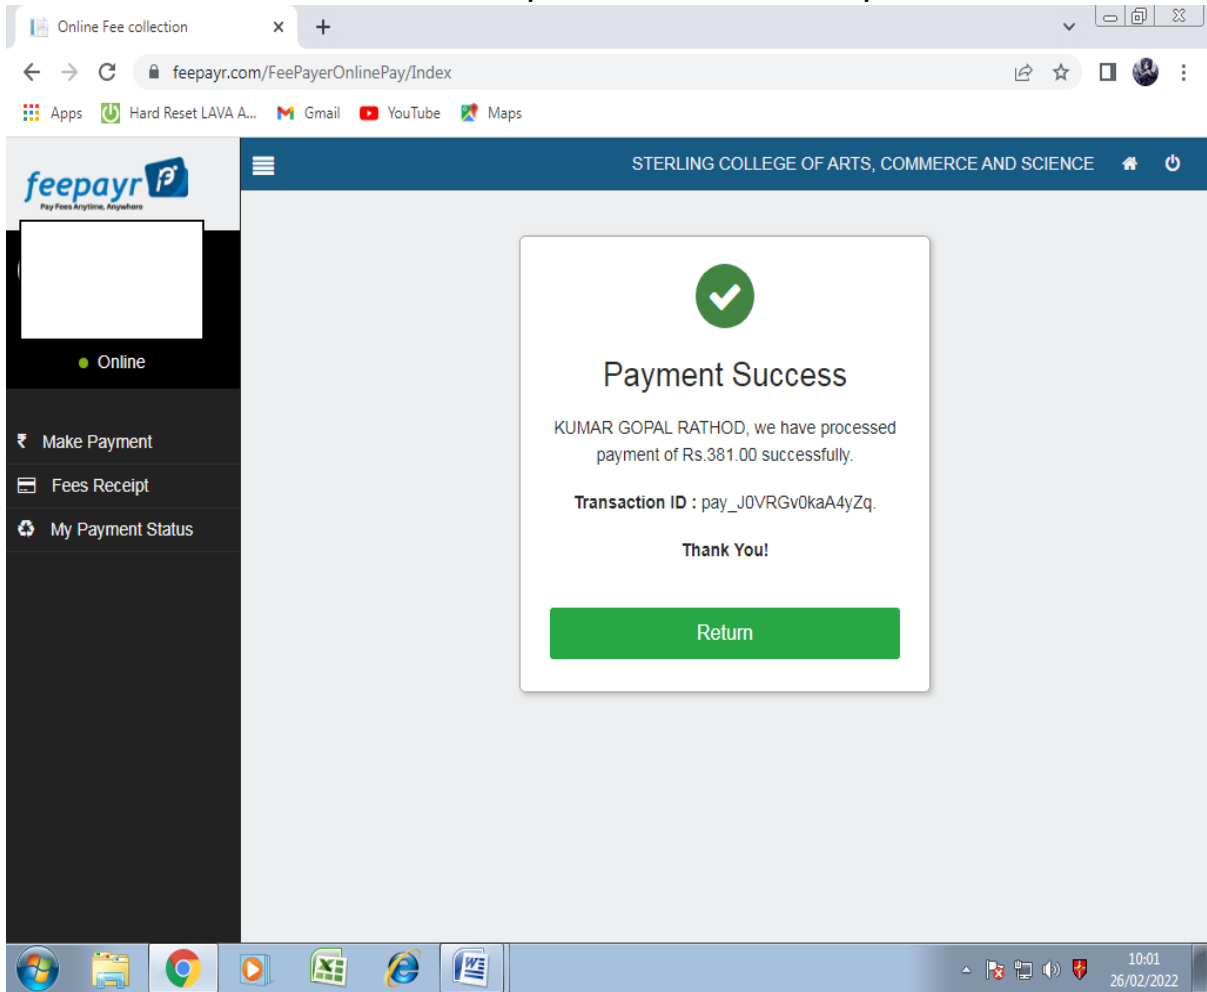 Online Fee collection
feepayr.com/FeePayerOnlinePay/Index
Apps Hard Reset LAVA A... Gmail YouTube Maps
feepayr
Pay Fees Anytime, Anywhere
STERLING COLLEGE OF ARTS, COMMERCE AND SCIENCE
Online
₹ Make Payment
Fees Receipt
My Payment Status
Payment Success
KUMAR GOPAL RATHOD, we have processed
payment of Rs.381.00 successfully.
Transaction ID : pay_J0VRGv0kaA4yZq.
Thank You!
Return
10:01
26/02/2022